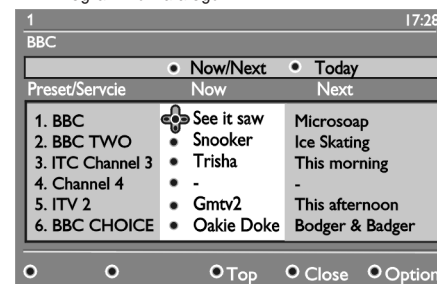 1 17:28
BBC
Now/Next Today
Preset/Servcie Now Next
1. BBC See it saw Microsoap
2. BBC TWO Snooker Ice Skating
3. ITC Channel 3 Trisha This morning
4. Channel 4 - -
5. ITV 2 Gmtv2 This afternoon
6. BBC CHOICE Oakie Doke Bodger & Badger
Top Close Option